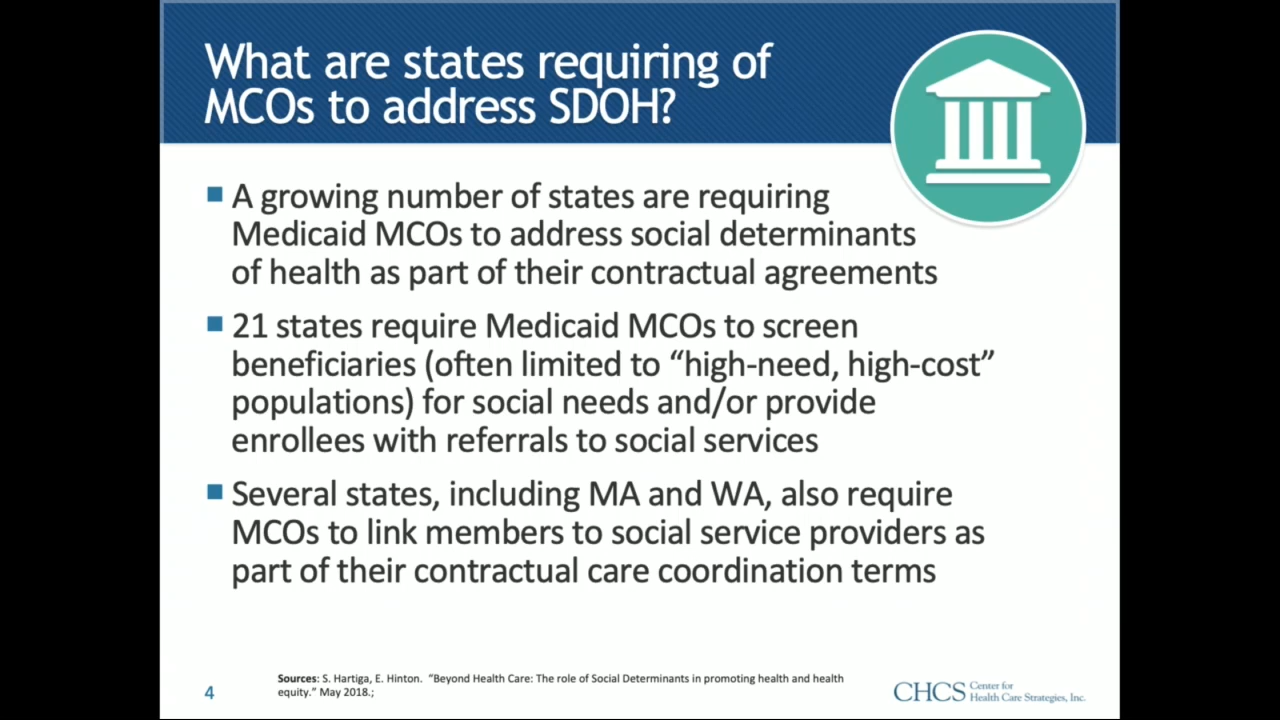 What are states requiring of
MCOs to address SDOH?
A growing number of states are requiring
Medicaid MCOs to address social determinants
of health as part of their contractual agreements
21 states require Medicaid MCOs to screen
beneficiaries (often limited to “high-need, high-cost”
populations) for social needs and/or provide
enrollees with referrals to social services
Several states, including MA and WA, also require
MCOs to link members to social service providers as
part of their contractual care coordination terms
Sources: S. Hartiga, E. Hinton. “Beyond Health Care: The role of Social Determinants in promoting health and health
equity.” May 2018.;
4
CHCS Center for
Health Care Strategies, Inc.